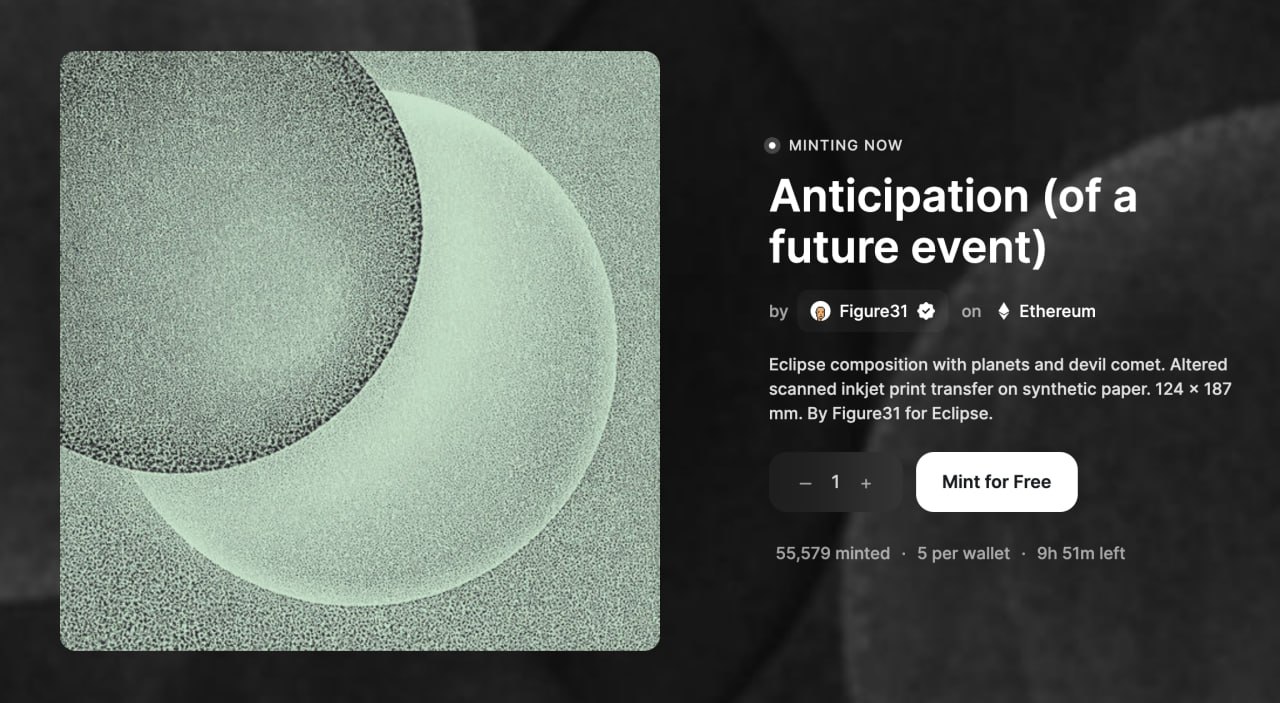 MINTING NOW
Anticipation (of a
future event)
by Figure31 on Ethereum
Eclipse composition with planets and devil comet. Altered
scanned inkjet print transfer on synthetic paper. 124 × 187
mm. By Figure31 for Eclipse.
– 1 + Mint for Free
55,579 minted · 5 per wallet · 9h 51m left